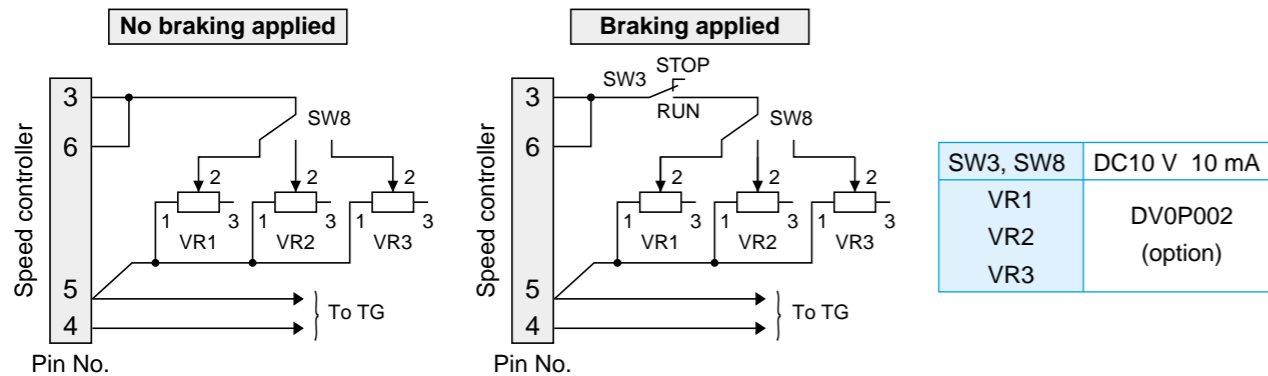 No braking applied
3
6
SW8
2
2
2
1
3
1
3
1
3
VR1
VR2
VR3
5
4
To TG
Speed controller
Pin No.
Braking applied
STOP
SW3
3
RUN
6
SW8
2
2
2
1
3
1
3
1
3
VR1
VR2
VR3
5
4
To TG
Speed controller
Pin No.
SW3, SW8 DC10 V 10 mA
VR1
VR2
VR3
DV0P002
(option)